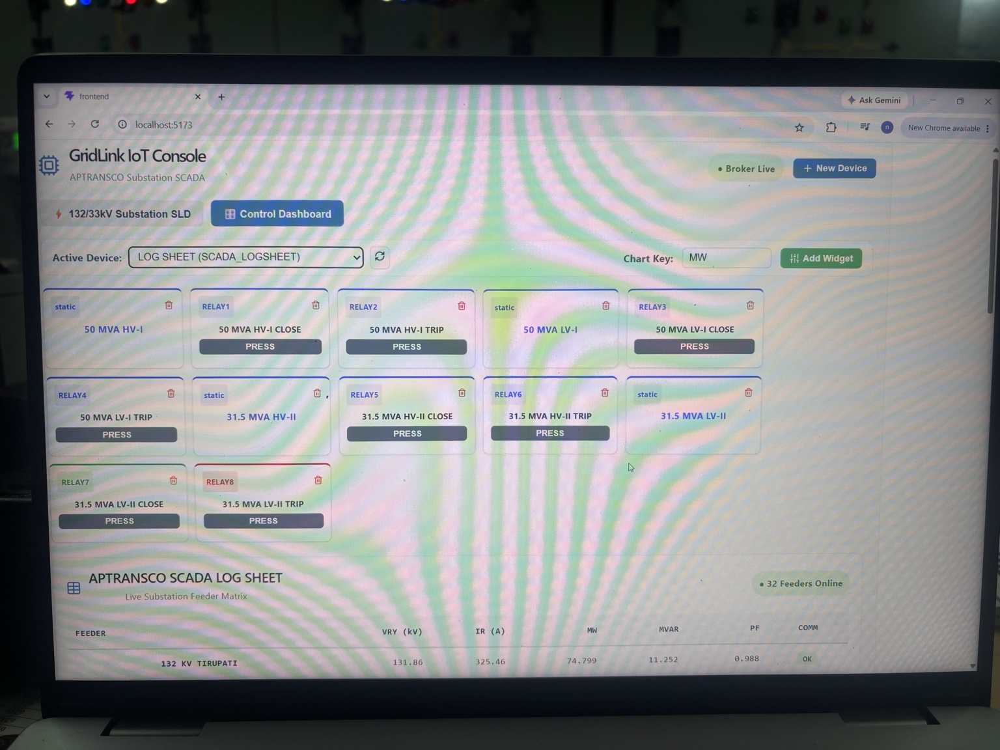 frontend
Ask Gemini
localhost:5173
n
New Chrome available
GridLink IoT Console
APTRANSCO Substation SCADA
• Broker Live
+ New Device
132/33kV Substation SLD
Control Dashboard
Active Device: LOG SHEET (SCADA_LOGSHEET)
Chart Key: MW
Add Widget
static
50 MVA HV-I
RELAY1
50 MVA HV-I CLOSE
PRESS
RELAY2
50 MVA HV-I TRIP
PRESS
static
50 MVA LV-I
RELAY3
50 MVA LV-I CLOSE
PRESS
RELAY4
50 MVA LV-I TRIP
PRESS
static
31.5 MVA HV-II
RELAY5
31.5 MVA HV-II CLOSE
PRESS
RELAY6
31.5 MVA HV-II TRIP
PRESS
static
31.5 MVA LV-II
RELAY7
31.5 MVA LV-II CLOSE
PRESS
RELAY8
31.5 MVA LV-II TRIP
PRESS
APTRANSCO SCADA LOG SHEET
Live Substation Feeder Matrix
• 32 Feeders Online
FEEDER VRY (kV) IR (A) MW MVAR PF COMM
132 KV TIRUPATI 131.86 325.46 74.799 11.252 0.988 OK